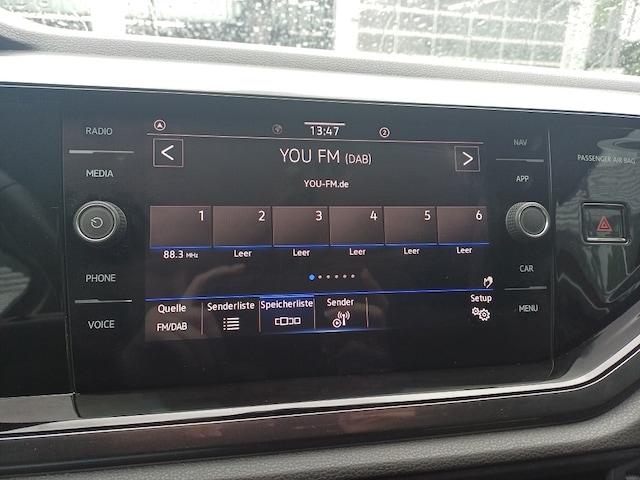 RADIO
MEDIA
PHONE
VOICE
13:47
2
YOU FM (DAB)
YOU-FM.de
1 2 3 4 5 6
88.3 MHz Leer Leer Leer Leer Leer
Quelle Senderliste Speicherliste Sender Setup
FM/DAB
NAV
APP
CAR
MENU
PASSENGER AIR BAG